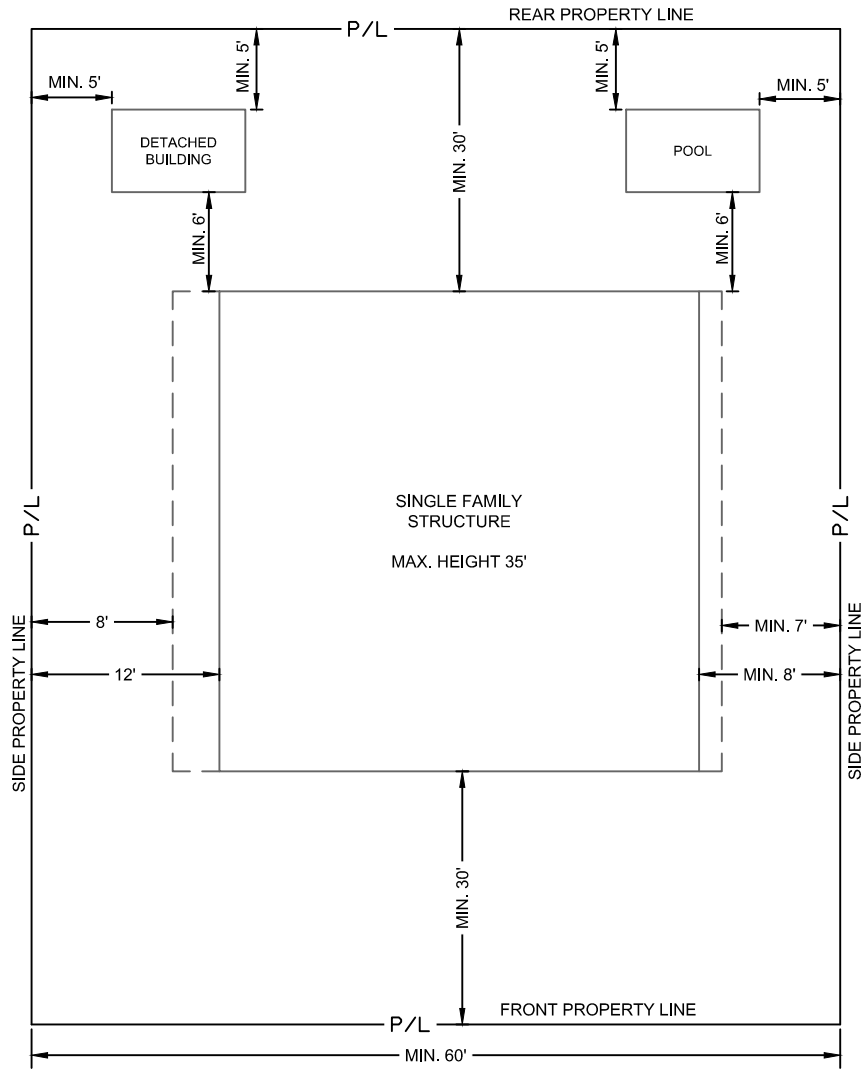 REAR PROPERTY LINE
P/L
MIN. 5'
MIN. 5'
MIN. 5'
MIN. 5'
DETACHED
BUILDING
MIN. 30'
POOL
MIN. 6'
MIN. 6'
SINGLE FAMILY
STRUCTURE
MAX. HEIGHT 35'
P/L
P/L
SIDE PROPERTY LINE
8'
MIN. 7'
12'
MIN. 8'
SIDE PROPERTY LINE
MIN. 30'
FRONT PROPERTY LINE
P/L
MIN. 60'